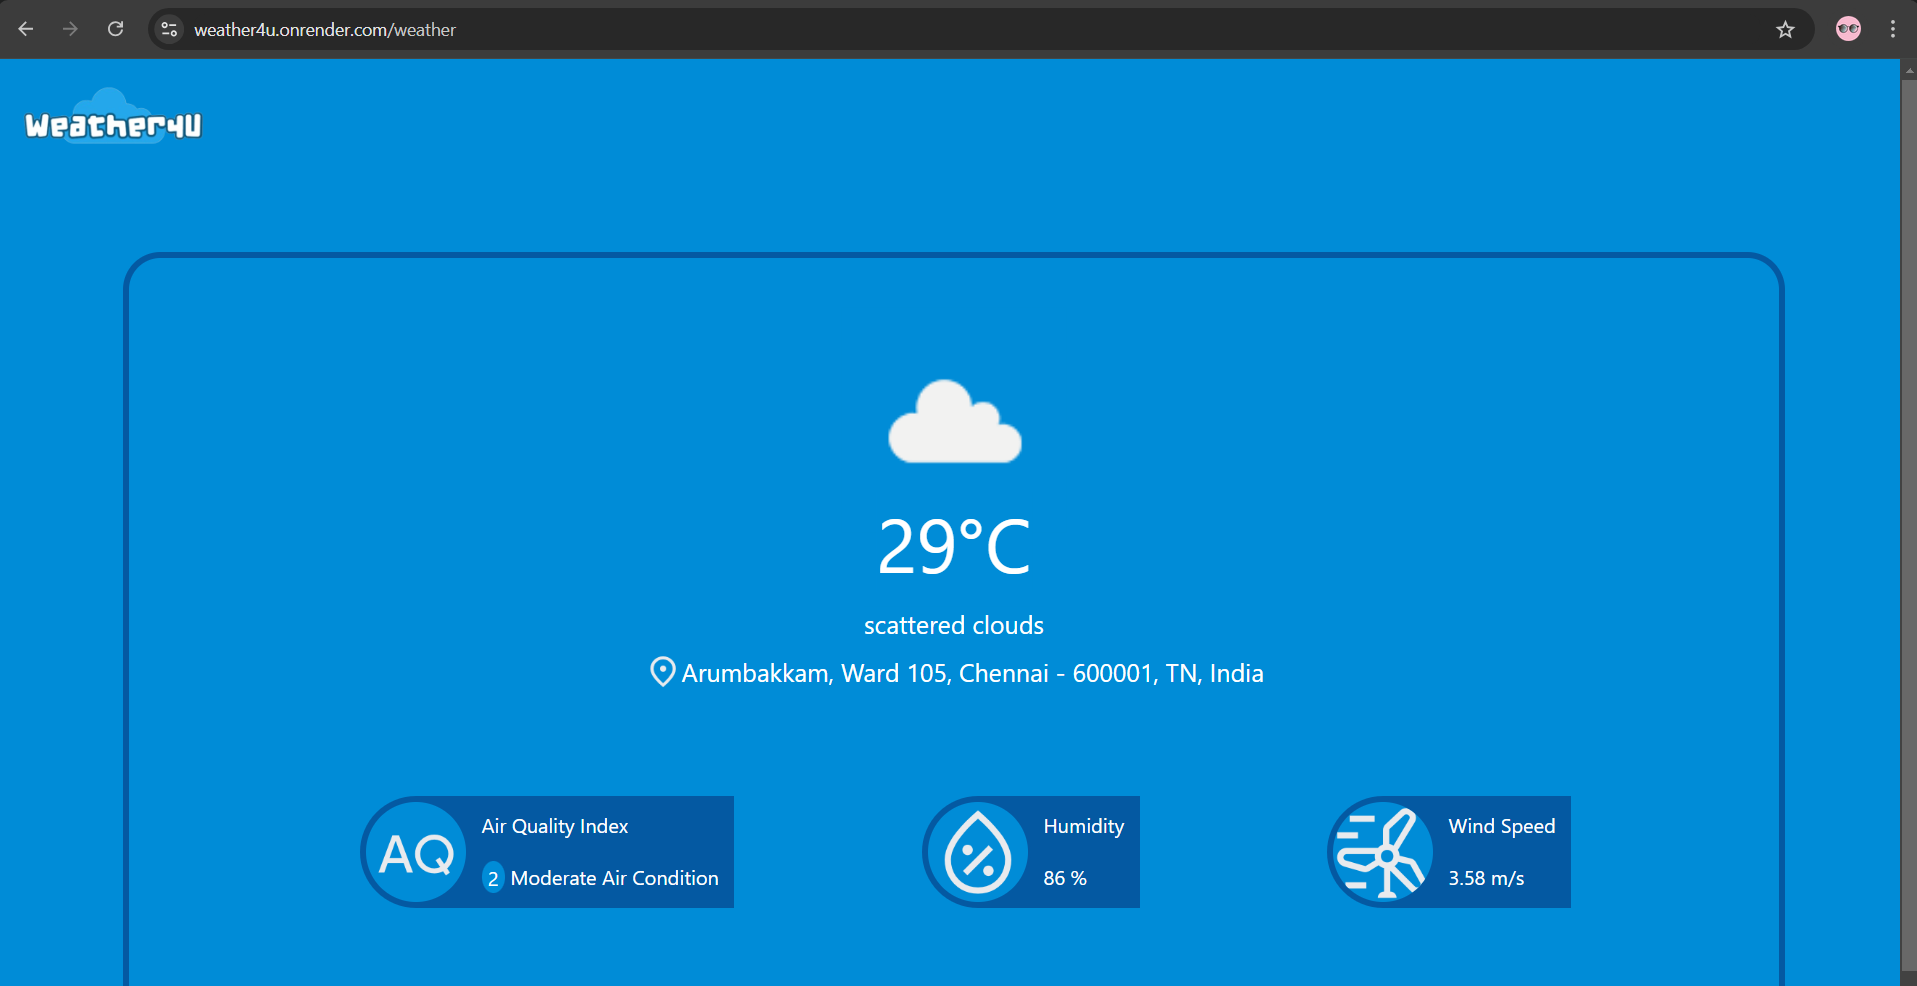 weather4u.onrender.com/weather
Weather4U
29°C
scattered clouds
Arumbakkam, Ward 105, Chennai - 600001, TN, India
AQ
Air Quality Index
2 Moderate Air Condition
%
Humidity
86 %
Wind Speed
3.58 m/s